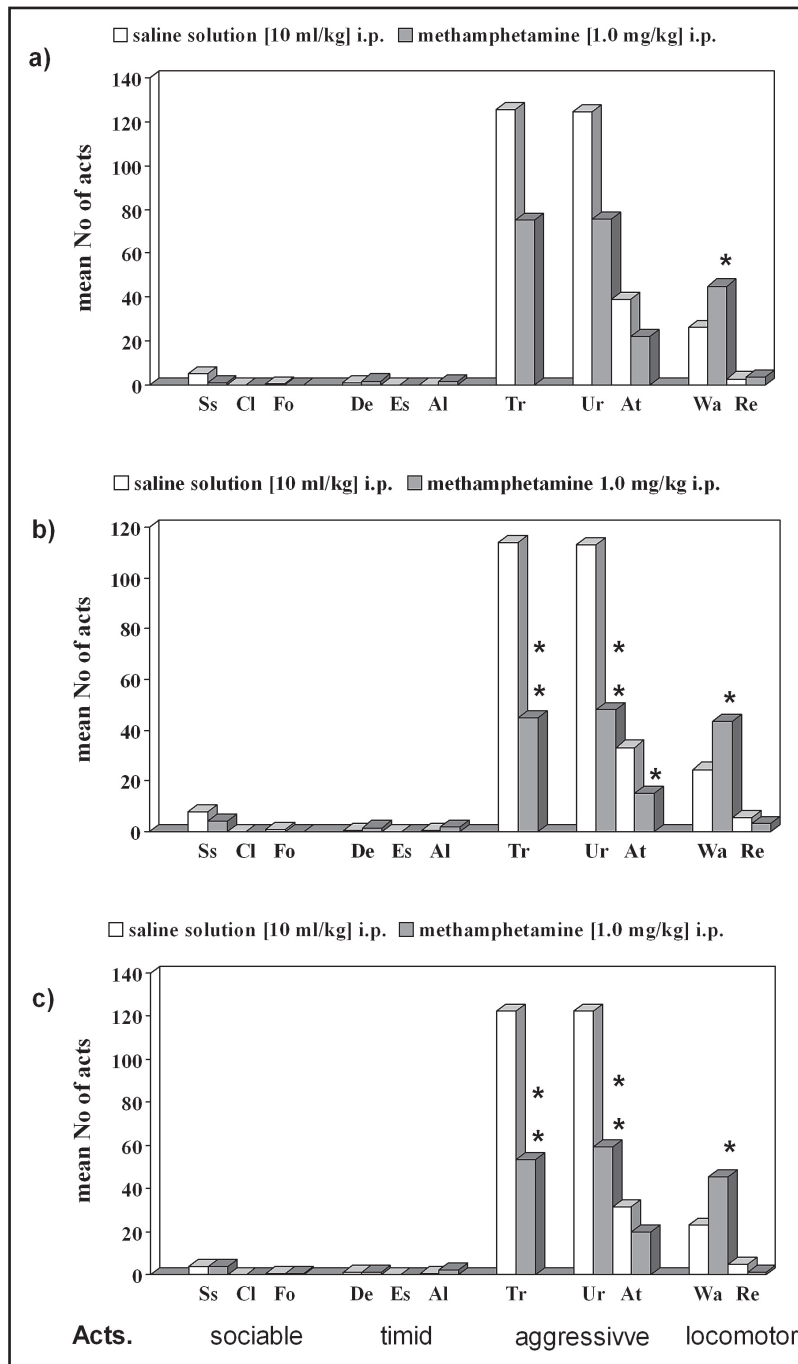 saline solution [10 ml/kg] i.p. methamphetamine [1.0 mg/kg] i.p.
a)
mean No of acts
140
120
100
80
60
40
20
0
*
Ss Cl Fo De Es Al Tr Ur At Wa Re
saline solution [10 ml/kg] i.p. methamphetamine 1.0 mg/kg i.p.
b)
mean No of acts
120
100
80
60
40
20
0
* *
* * *
*
Ss Cl Fo De Es Al Tr Ur At Wa Re
saline solution [10 ml/kg] i.p. methamphetamine [1.0 mg/kg] i.p.
c)
mean No of acts
140
120
100
80
60
40
20
0
* *
* * *
Ss Cl Fo De Es Al Tr Ur At Wa Re
Acts. sociable timid aggressivve locomotor